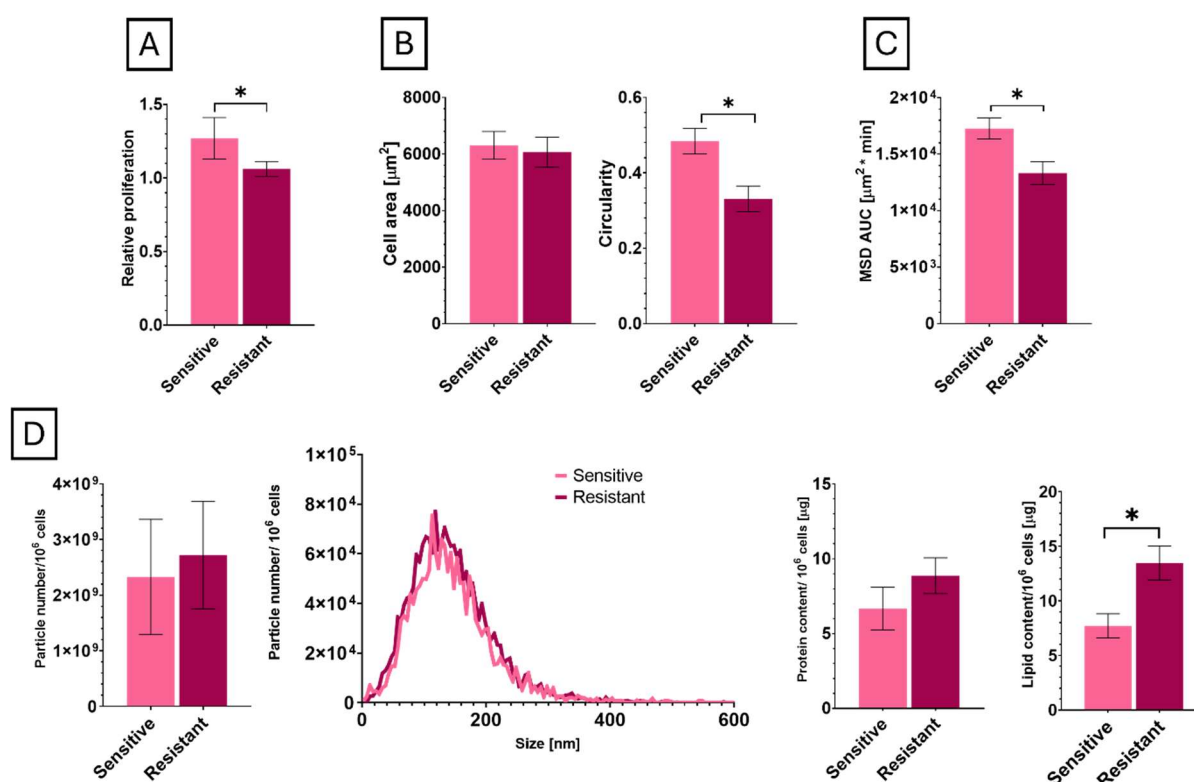 A
Relative proliferation
1.5
1.0
0.5
0.0
*
Sensitive
Resistant
B
Cell area [μm²]
8000
6000
4000
2000
0
Sensitive
Resistant
Circularity
0.6
0.4
0.2
0.0
*
Sensitive
Resistant
C
MSD AUC [μm²* min]
2×10⁴
1.5×10⁴
1×10⁴
5×10³
0
*
Sensitive
Resistant
D
Particle number/10⁶ cells
4×10⁹
3×10⁹
2×10⁹
1×10⁹
0
Sensitive
Resistant
Particle number/ 10⁶ cells
1×10⁵
8×10⁴
6×10⁴
4×10⁴
2×10⁴
0
Sensitive
Resistant
0
200
400
600
Size [nm]
Protein content/ 10⁶ cells [μg]
15
10
5
0
Sensitive
Resistant
Lipid content/10⁶ cells [μg]
20
15
10
5
0
*
Sensitive
Resistant